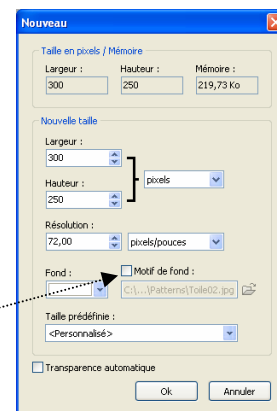 Nouveau
Taille en pixels / Mémoire
Largeur : Hauteur : Mémoire :
300 250 219,73 Ko
Nouvelle taille
Largeur :
300
pixels
Hauteur :
250
Résolution :
72,00 pixels/pouces
Fond : Motif de fond :
C:\...\Patterns\Toile02.jpg
Taille prédéfinie :
<Personnalisé>
Transparence automatique
Ok Annuler